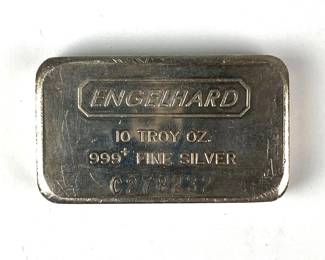 ENGELHARD
10 TROY OZ.
999+ FINE SILVER